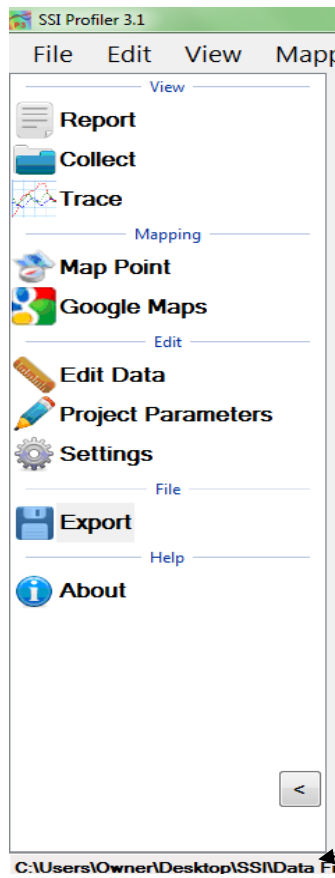 SSI Profiler 3.1
File Edit View
View
Report
Collect
Trace
Mapping
Map Point
Google Maps
Edit
Edit Data
Project Parameters
Settings
File
Export
Help
About
<
C:\Users\Owner\Desktop\SSI\Data